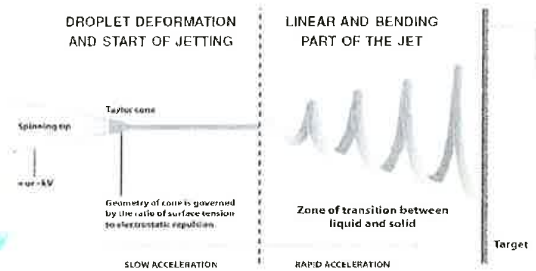 DROPLET DEFORMATION
AND START OF JETTING
LINEAR AND BENDING
PART OF THE JET
Taylor cone
Spinning tip
+ or - kV
Geometry of cone is governed
by the ratio of surface tension
to electrostatic repulsion.
Zone of transition between
liquid and solid
Target
SLOW ACCELERATION
RAPID ACCELERATION